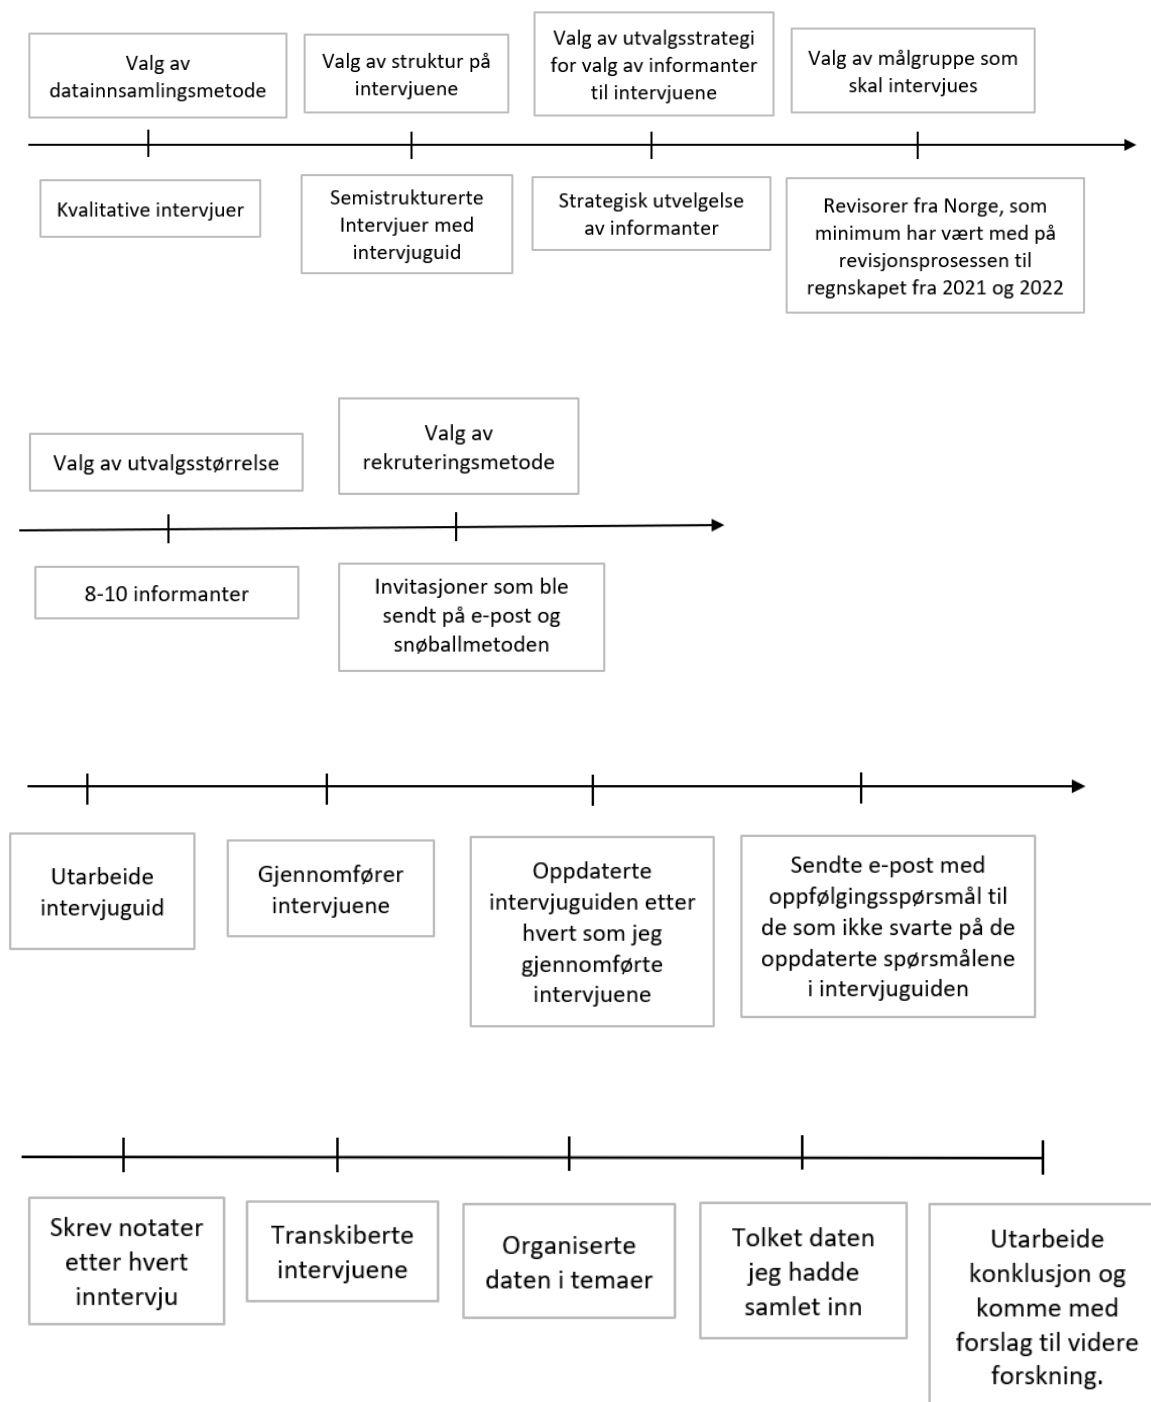 Valg av
datainnsamlingsmetode
Valg av struktur på
intervjuene
Valg av utvalgsstrategi
for valg av informanter
til intervjuene
Valg av målgruppe som
skal intervjues
Kvalitative intervjuer
Semistrukturerte
Intervjuer med
intervjuguid
Strategisk utvelgelse
av informanter
Revisorer fra Norge, som
minimum har vært med på
revisjonsprosessen til
regnskapet fra 2021 og 2022
Valg av utvalgsstørrelse
Valg av
rekruteringsmetode
8-10 informanter
Invitasjoner som ble
sendt på e-post og
snøballmetoden
Utarbeide
intervjuguid
Gjennomfører
intervjuene
Oppdaterte
intervjuguiden etter
hvert som jeg
gjennomførte
intervjuene
Sendte e-post med
oppfølgingsspørsmål til
de som ikke svarte på de
oppdaterte spørsmålene
i intervjuguiden
Skrev notater
etter hvert
inntervju
Transkiberte
intervjuene
Organiserte
daten i temaer
Tolket daten
jeg hadde
samlet inn
Utarbeide
konklusjon og
komme med
forslag til videre
forskning.